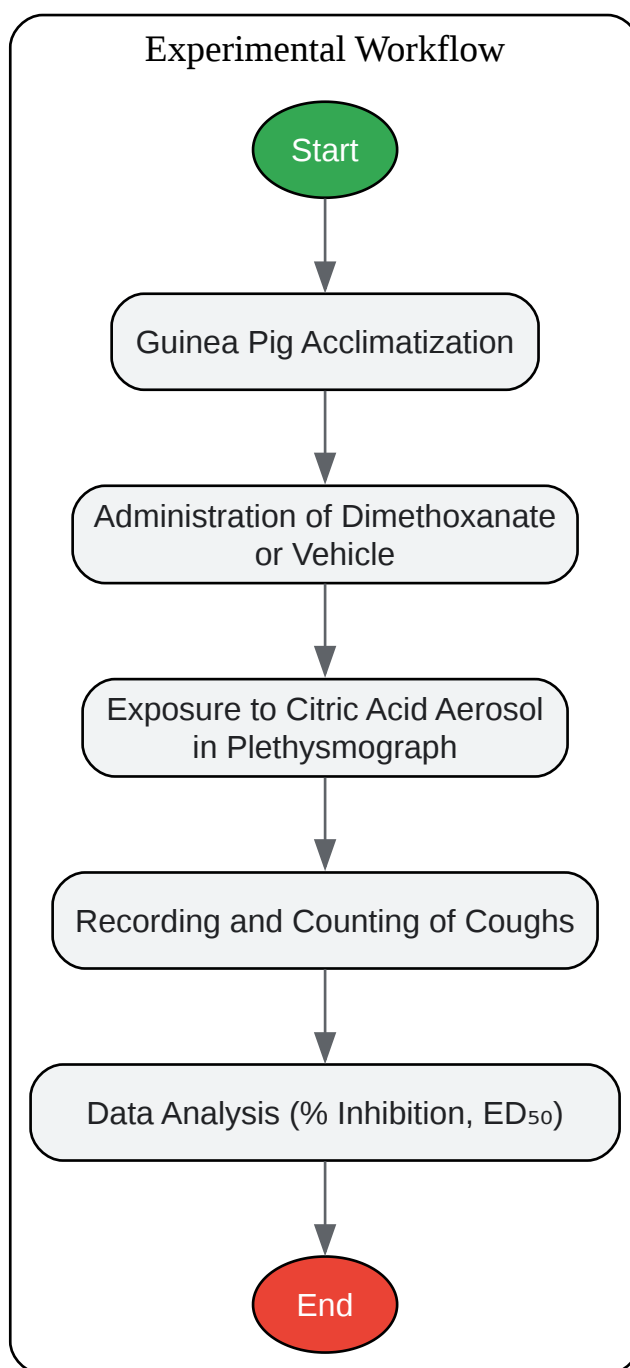 Experimental Workflow
Start
Guinea Pig Acclimatization
Administration of Dimethoxanate
or Vehicle
Exposure to Citric Acid Aerosol
in Plethysmograph
Recording and Counting of Coughs
Data Analysis (% Inhibition, ED₅₀)
End